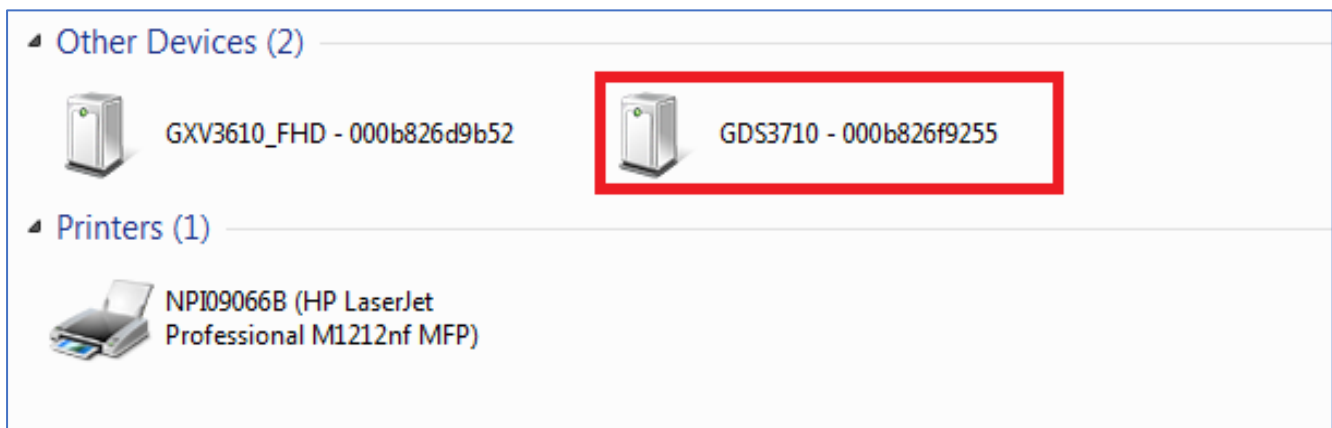 Other Devices (2)
GXV3610_FHD - 000b826d9b52
GDS3710 - 000b826f9255
Printers (1)
NPI09066B (HP LaserJet
Professional M1212nf MFP)